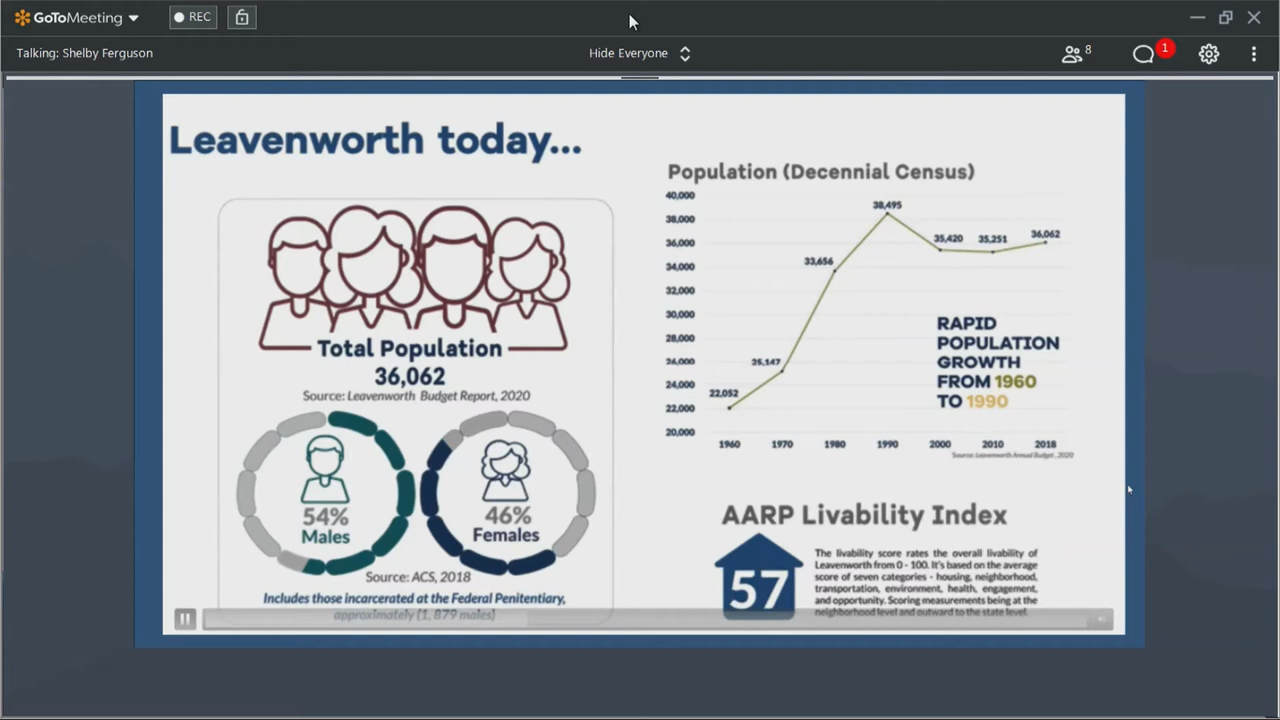 GoToMeeting
REC
Talking: Shelby Ferguson
Hide Everyone
8
1
Leavenworth today...
Total Population
36,062
Source: Leavenworth Budget Report, 2020
54%
Males
46%
Females
Source: ACS, 2018
Includes those incarcerated at the Federal Penitentiary,
approximately (1, 879 males)
Population (Decennial Census)
40,000
38,000
36,000
34,000
32,000
30,000
28,000
26,000
24,000
22,000
20,000
22,052
25,147
33,656
38,495
35,420
35,251
36,062
RAPID
POPULATION
GROWTH
FROM 1960
TO 1990
1960 1970 1980 1990 2000 2010 2018
Source: Leavenworth Annual Budget, 2020
AARP Livability Index
57
The livability score rates the overall livability of
Leavenworth from 0 - 100. It's based on the average
score of seven categories - housing, neighborhood,
transportation, environment, health, engagement,
and opportunity. Scoring measurements being at the
neighborhood level and outward to the state level.